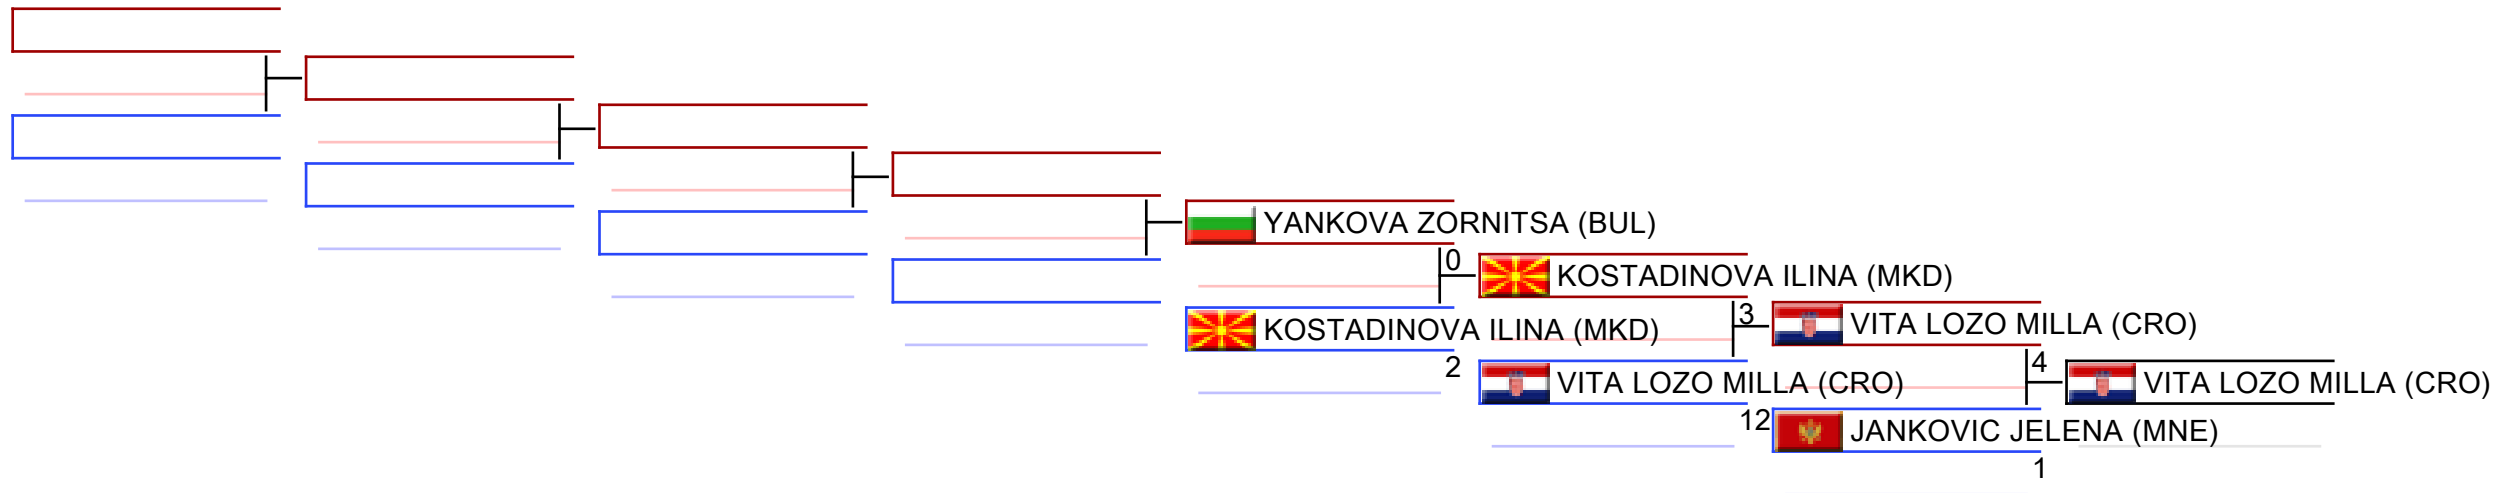 YANKOVA ZORNITSA (BUL)
0
KOSTADINOVA ILINA (MKD)
KOSTADINOVA ILINA (MKD)
2
3
VITA LOZO MILLA (CRO)
VITA LOZO MILLA (CRO)
12
4
VITA LOZO MILLA (CRO)
JANKOVIC JELENA (MNE)
1